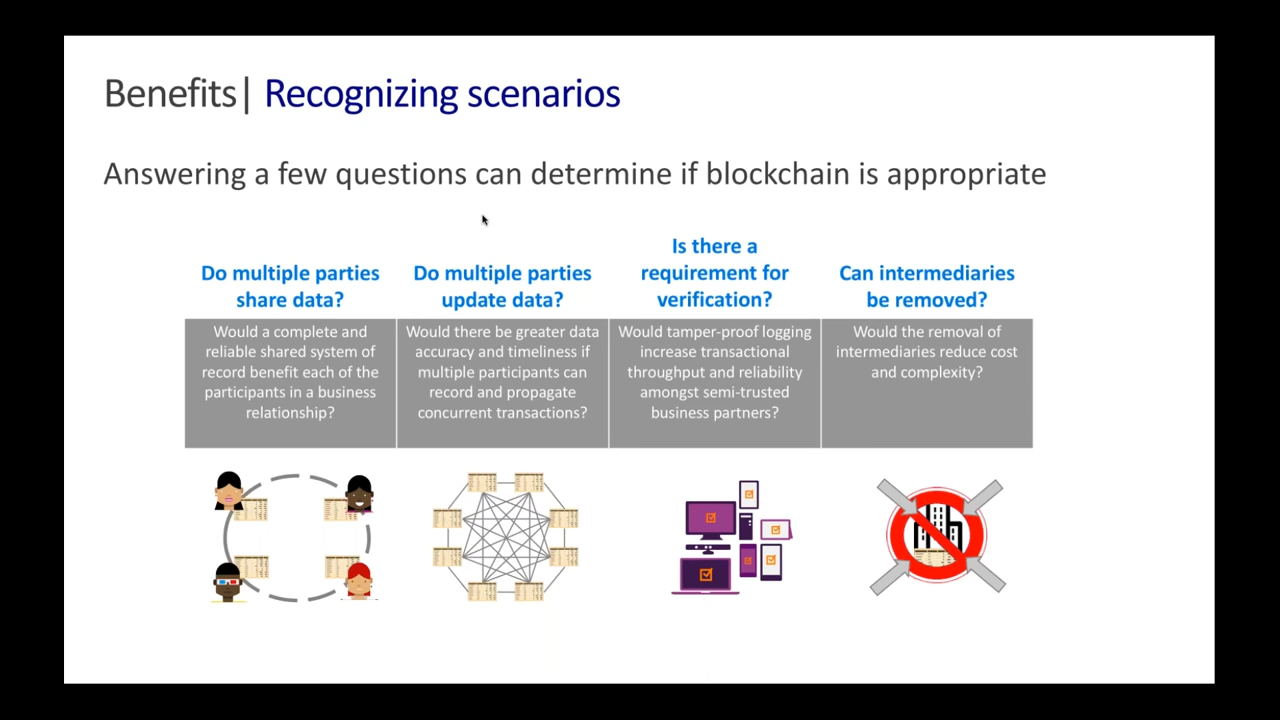 Benefits| Recognizing scenarios
Answering a few questions can determine if blockchain is appropriate
Do multiple parties
share data?
Would a complete and
reliable shared system of
record benefit each of the
participants in a business
relationship?
Do multiple parties
update data?
Would there be greater data
accuracy and timeliness if
multiple participants can
record and propagate
concurrent transactions?
Is there a
requirement for
verification?
Would tamper-proof logging
increase transactional
throughput and reliability
amongst semi-trusted
business partners?
Can intermediaries
be removed?
Would the removal of
intermediaries reduce cost
and complexity?